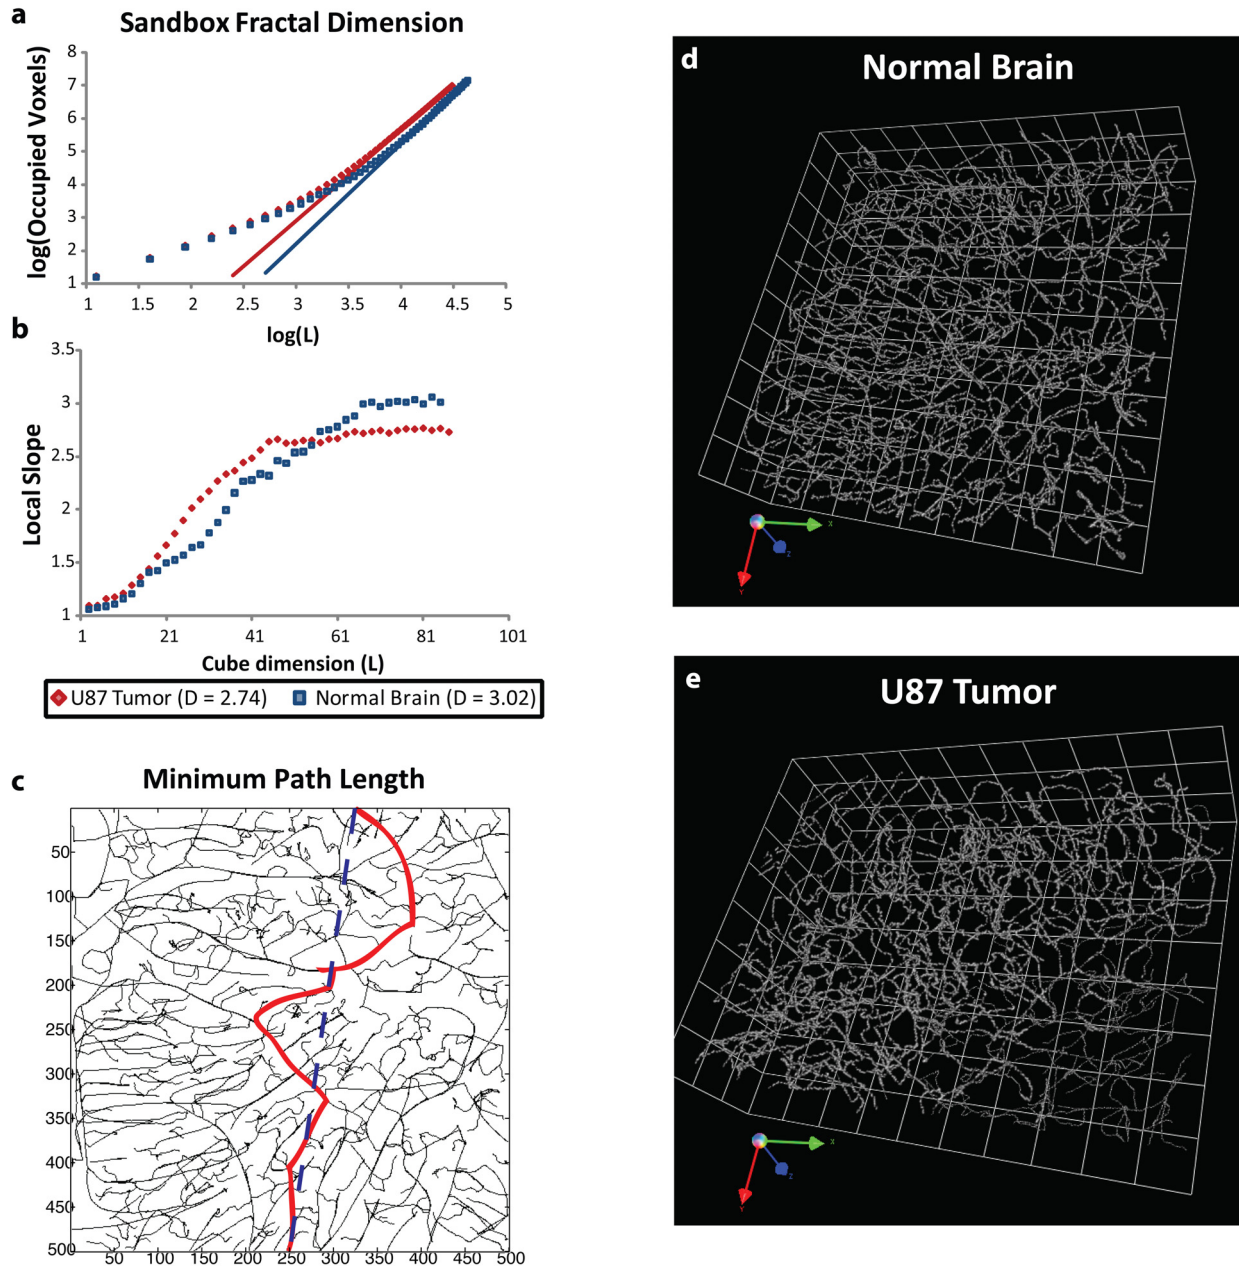 a
Sandbox Fractal Dimension
log(Occupied Voxels)
8
7
6
5
4
3
2
1
1 1.5 2 2.5 3 3.5 4 4.5 5
log(L)
b
Local Slope
3.5
3
2.5
2
1.5
1
1 21 41 61 81 101
Cube dimension (L)
U87 Tumor (D = 2.74) Normal Brain (D = 3.02)
c
Minimum Path Length
50
100
150
200
250
300
350
400
450
500
50 100 150 200 250 300 350 400 450 500
d
Normal Brain
X
Z
Y
e
U87 Tumor
X
Z
Y